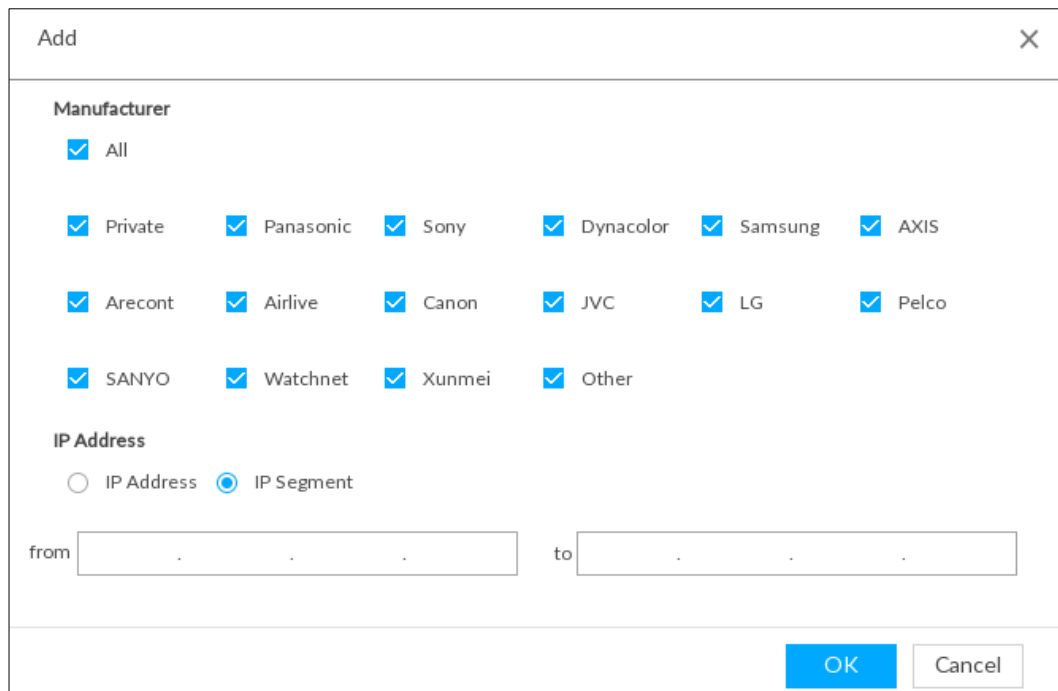 Add
Manufacturer
All
Private Panasonic Sony Dynacolor Samsung AXIS
Arecont Airlive Canon JVC LG Pelco
SANYO Watchnet Xunmei Other
IP Address
IP Address IP Segment
from . . . to . . .
OK Cancel